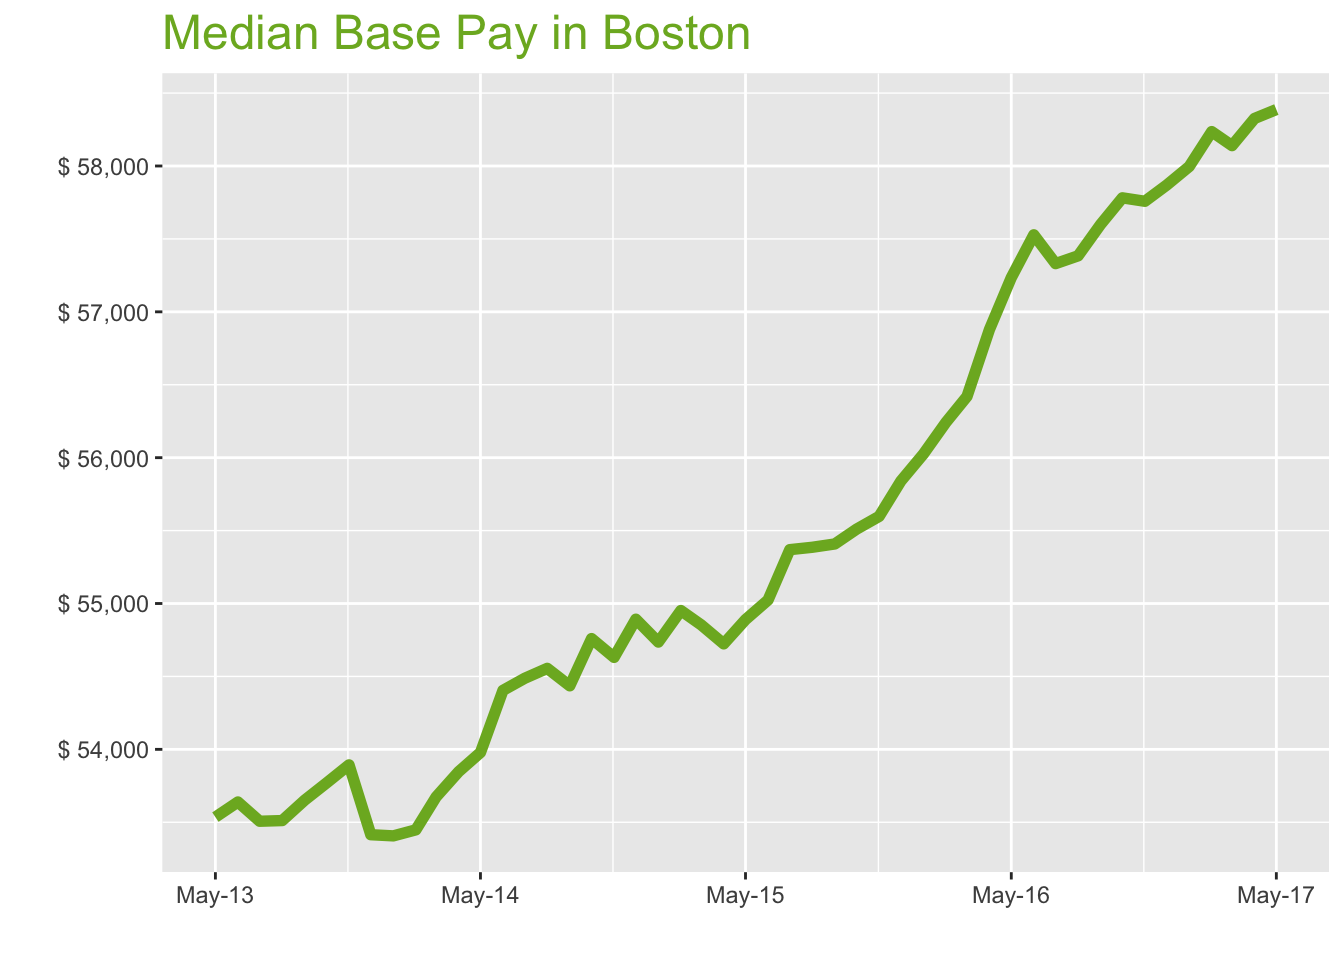 Median Base Pay in Boston
$ 58,000
$ 57,000
$ 56,000
$ 55,000
$ 54,000
May-13 May-14 May-15 May-16 May-17